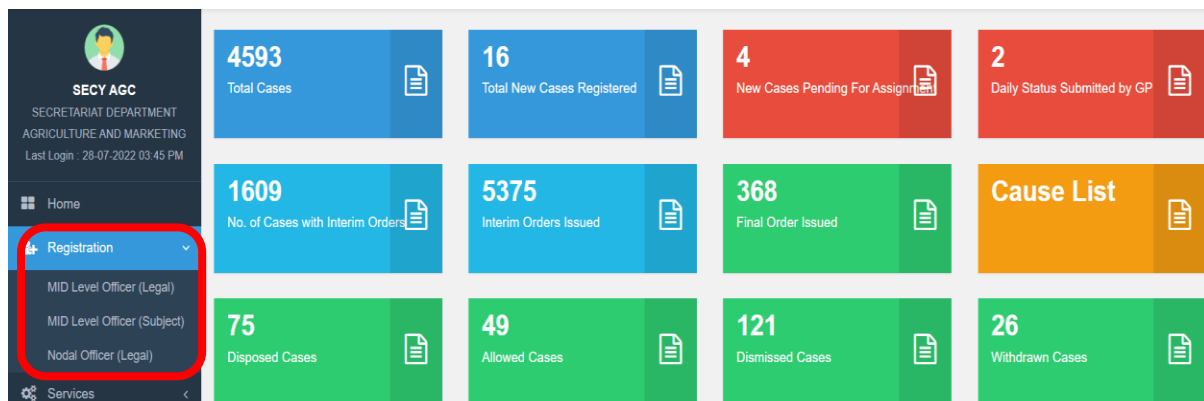 SECY AGC
SECRETARIAT DEPARTMENT
AGRICULTURE AND MARKETING
Last Login : 28-07-2022 03:45 PM
Home
Registration
MID Level Officer (Legal)
MID Level Officer (Subject)
Nodal Officer (Legal)
Services
4593
Total Cases
16
Total New Cases Registered
4
New Cases Pending For Assignment
2
Daily Status Submitted by GP
1609
No. of Cases with Interim Orders
5375
Interim Orders Issued
368
Final Order Issued
Cause List
75
Disposed Cases
49
Allowed Cases
121
Dismissed Cases
26
Withdrawn Cases